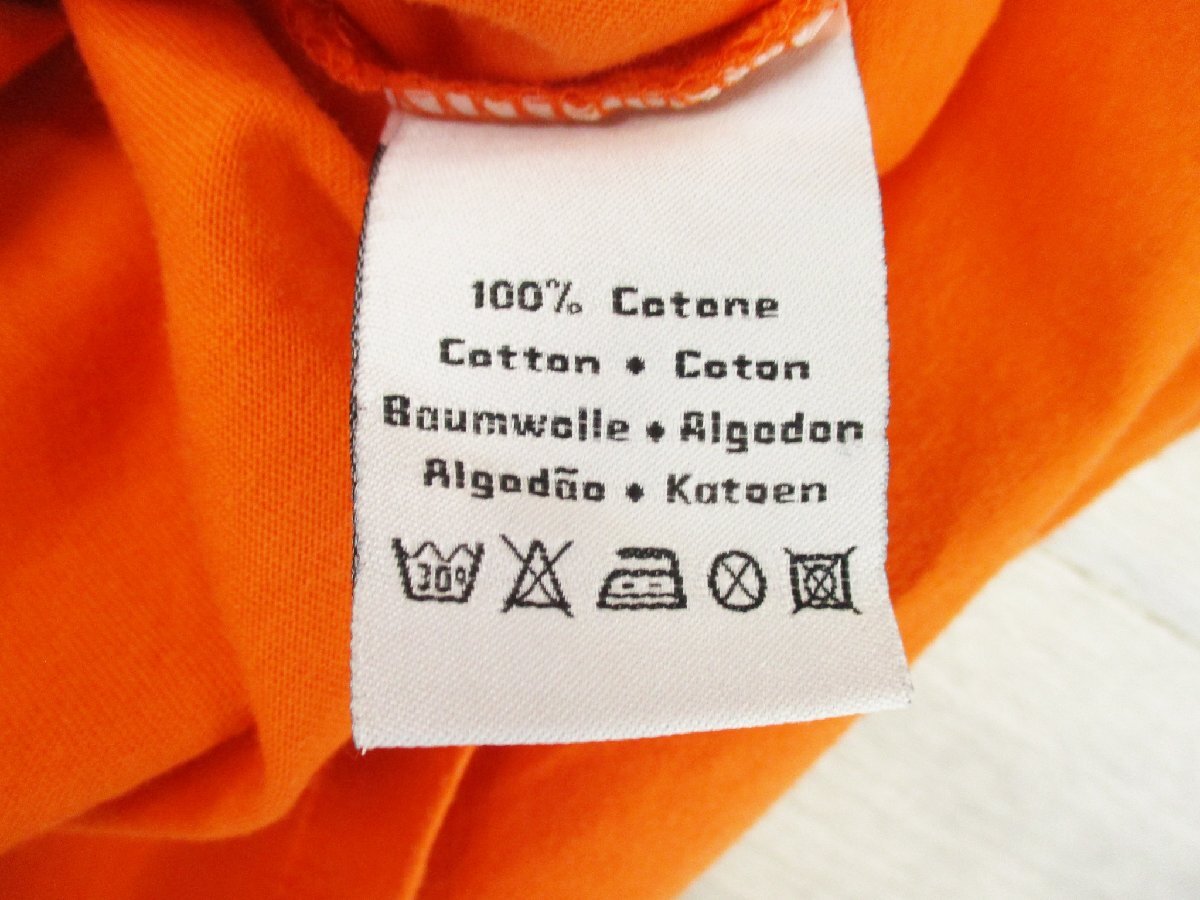 100% Cotone
Cotton • Coton
Baumwolle • Algodon
Algodão • Katoen
30°